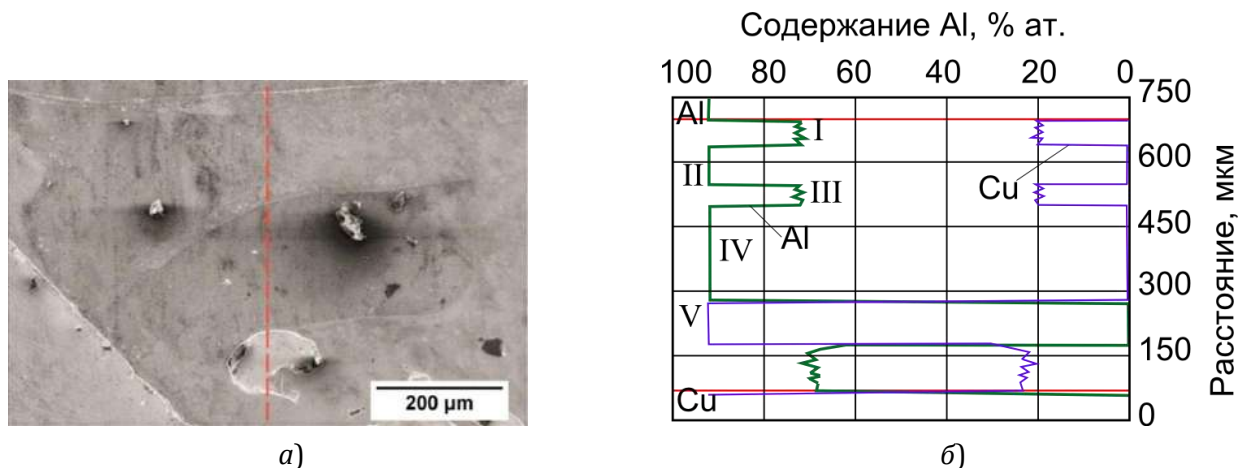 200 µm
а)
Содержание Al, % ат.
100 80 60 40 20 0
Al
I
II
III
Cu
Al
IV
V
Cu
750
600
450
300
150
0
Расстояние, мкм
б)